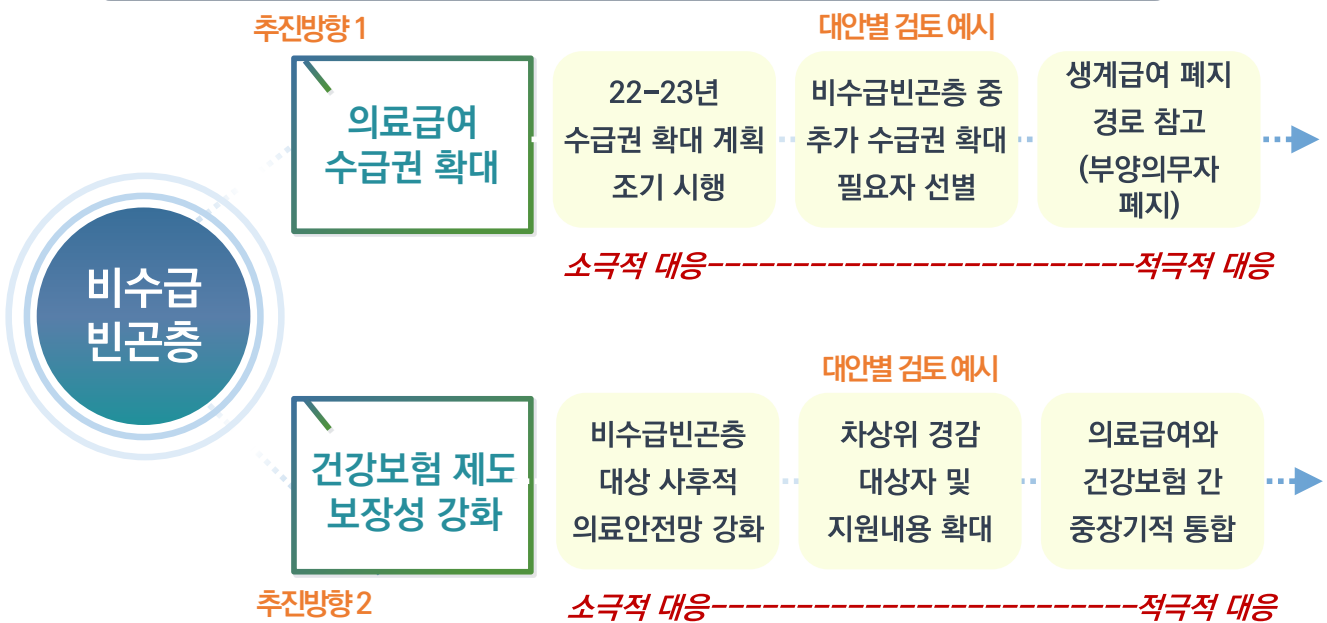 추진방향 1
대안별 검토 예시
의료급여
수급권 확대
22-23년
수급권 확대 계획
조기 시행
비수급빈곤층 중
추가 수급권 확대
필요자 선별
생계급여 폐지
경로 참고
(부양의무자
폐지)
소극적 대응-------------------------적극적 대응
비수급
빈곤층
대안별 검토 예시
건강보험 제도
보장성 강화
비수급빈곤층
대상 사후적
의료안전망 강화
차상위 경감
대상자 및
지원내용 확대
의료급여와
건강보험 간
중장기적 통합
추진방향 2
소극적 대응-------------------------적극적 대응